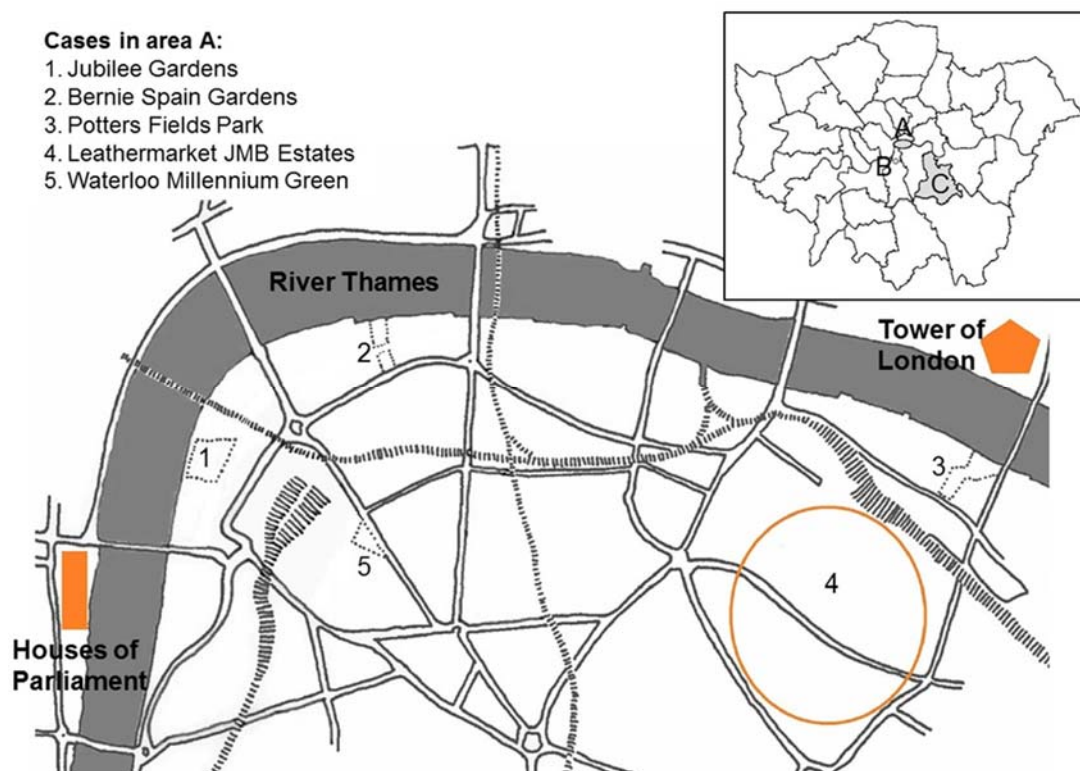 Cases in area A:
1. Jubilee Gardens
2. Bernie Spain Gardens
3. Potters Fields Park
4. Leathermarket JMB Estates
5. Waterloo Millennium Green
A
B
C
River Thames
Tower of
London
2
1
3
5
4
Houses of
Parliament